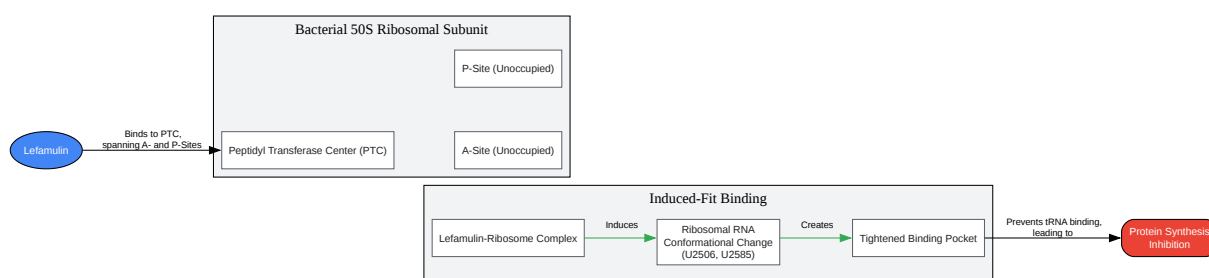 Bacterial 50S Ribosomal Subunit
P-Site (Unoccupied)
Lefamulin
Binds to PTC,
spanning A- and P-Sites
Peptidyl Transferase Center (PTC)
A-Site (Unoccupied)
Induced-Fit Binding
Lefamulin-Ribosome Complex
Induces
Ribosomal RNA
Conformational Change
(U2506, U2585)
Creates
Tightened Binding Pocket
Prevents tRNA binding,
leading to
Protein Synthesis
Inhibition